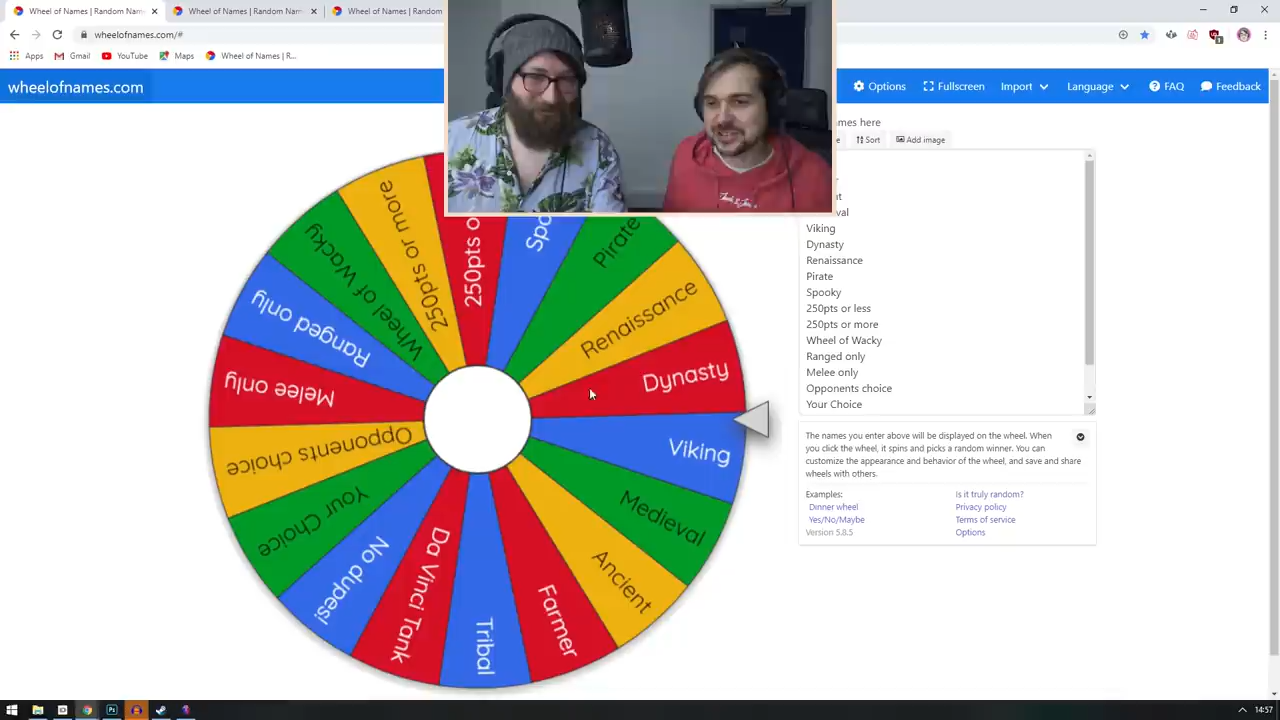 Wheel of Names | Random Nam
Wheel of Names | Random Nam
Wheel of Names | Random
wheelofnames.com/#
Apps
Gmail
YouTube
Maps
Wheel of Names | R...
wheelofnames.com
Options
Fullscreen
Import
Language
FAQ
Feedback
ames here
Sort
Add image
Viking
Dynasty
Renaissance
Pirate
Spooky
250pts or less
250pts or more
Wheel of Wacky
Ranged only
Melee only
Opponents choice
Your Choice
The names you enter above will be displayed on the wheel. When
you click the wheel, it spins and picks a random winner. You can
customize the appearance and behavior of the wheel, and save and share
wheels with others.
Examples:
Dinner wheel
Yes/No/Maybe
Version 5.8.5
Is it truly random?
Privacy policy
Terms of service
Options
250pts o
Spo
Pirate
Renaissance
Dynasty
Viking
Medieval
Ancient
Farmer
Tribal
Da Vinci Tank
No dupes!
Your Choice
Opponents choice
Melee only
Ranged only
Wheel of Wacky
250pts or more
14:57